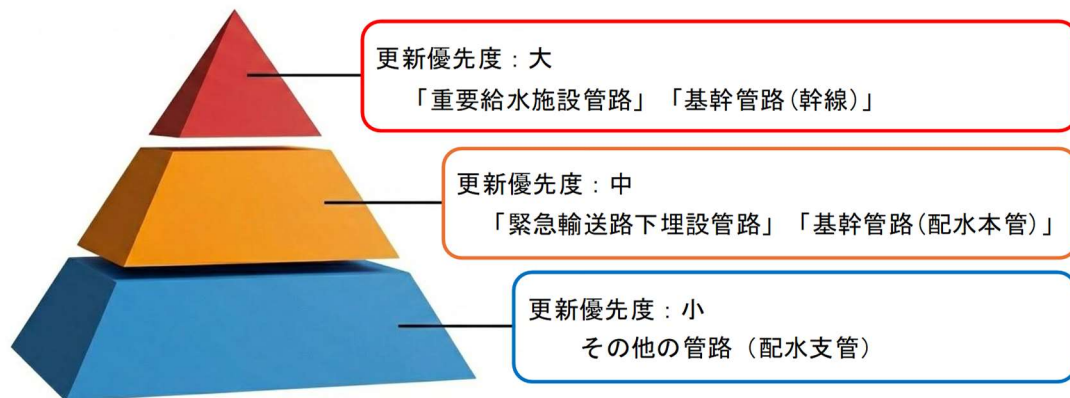 更新優先度：大
「重要給水施設管路」「基幹管路(幹線)」
更新優先度：中
「緊急輸送路下埋設管路」「基幹管路(配水本管)」
更新優先度：小
その他の管路（配水支管）